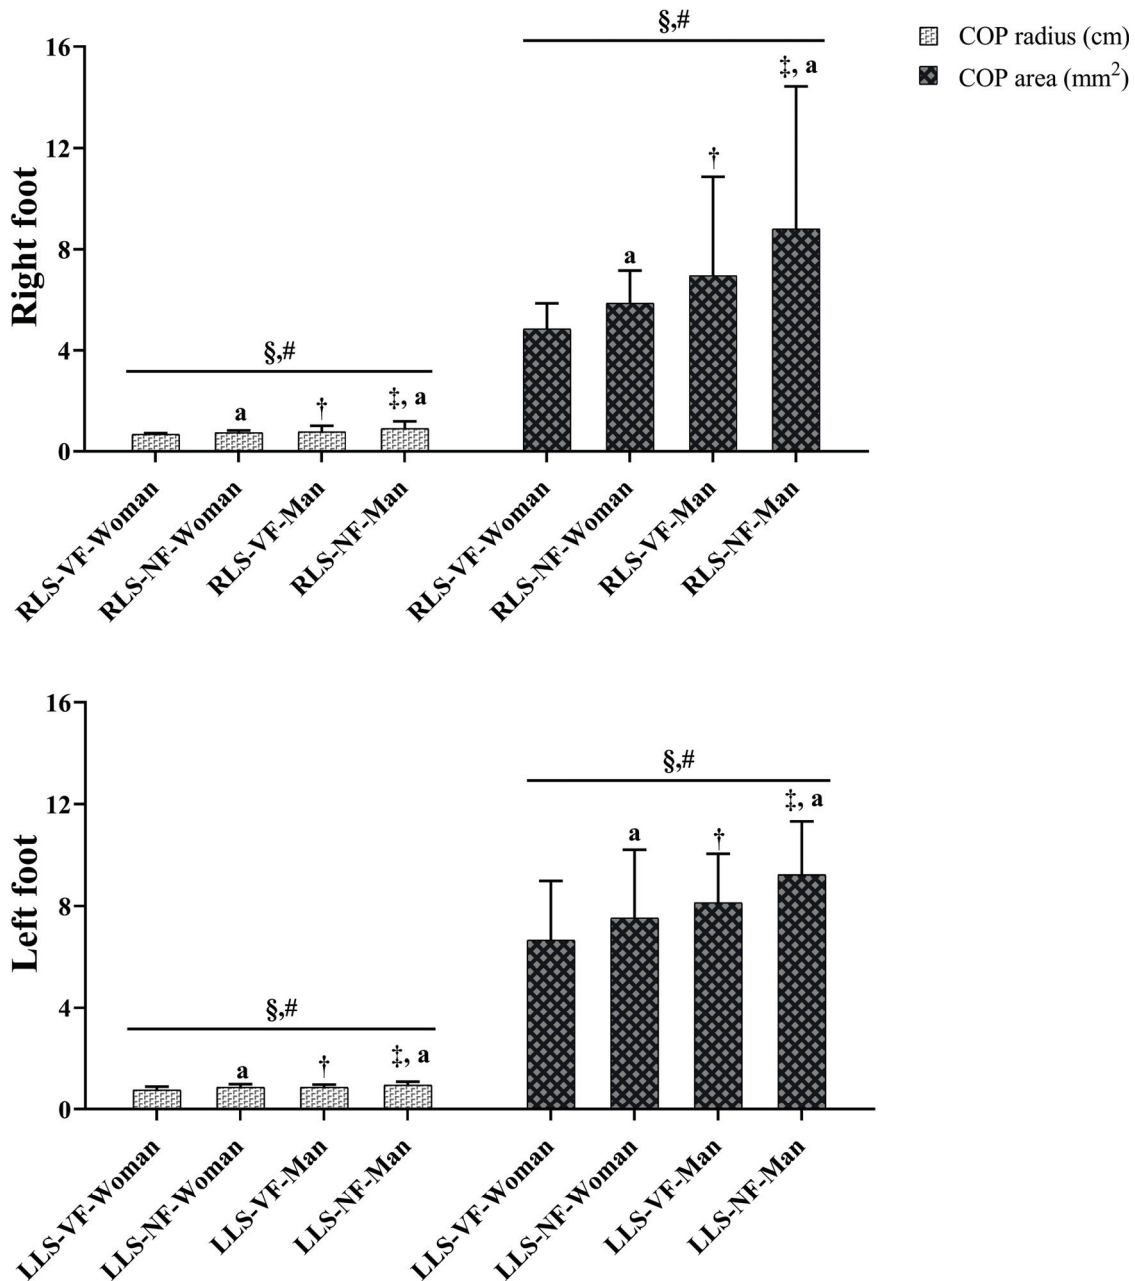 §,#
COP radius (cm)
COP area (mm²)
16
12
8
4
0
Right foot
‡, a
†
a
§,#
a
†
‡, a
RLS-VF-Woman
RLS-NF-Woman
RLS-VF-Man
RLS-NF-Man
RLS-VF-Woman
RLS-NF-Woman
RLS-VF-Man
RLS-NF-Man
16
12
8
4
0
Left foot
§,#
‡, a
a
†
§,#
a
†
‡, a
LLS-VF-Woman
LLS-NF-Woman
LLS-VF-Man
LLS-NF-Man
LLS-VF-Woman
LLS-NF-Woman
LLS-VF-Man
LLS-NF-Man